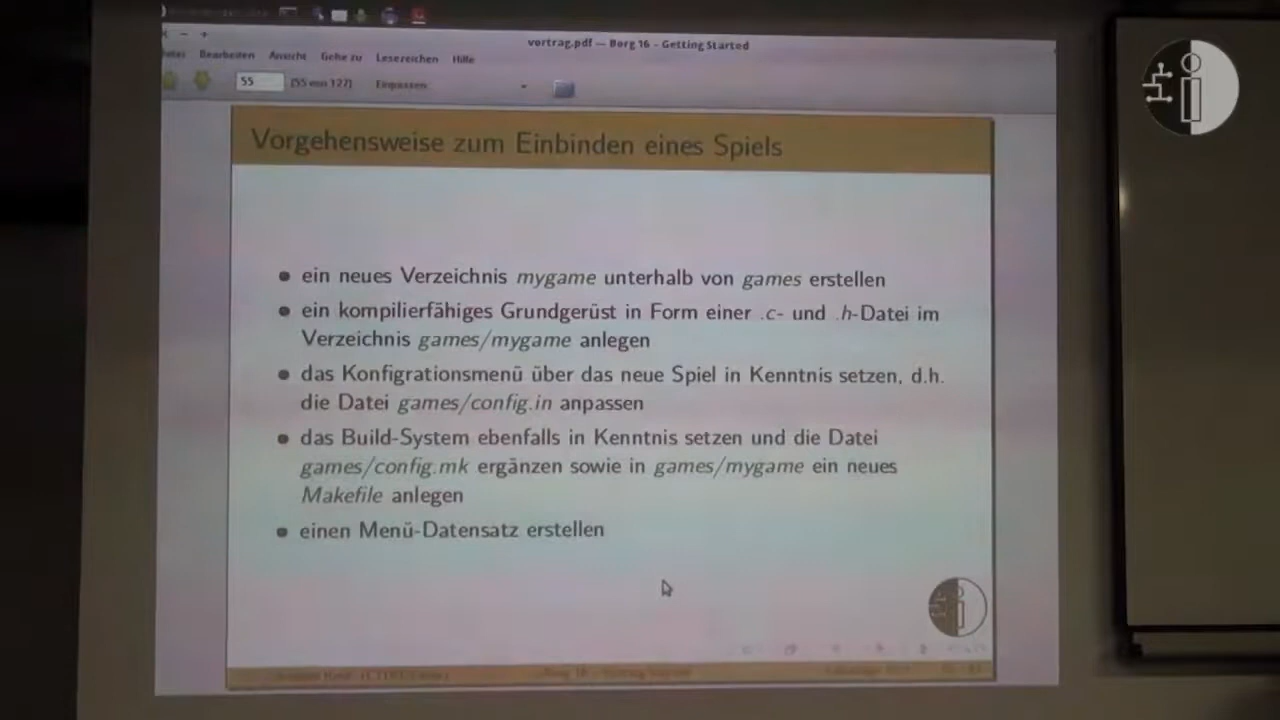 vortrag.pdf — Borg 16 - Getting Started
Bearbeiten Ansicht Gehe zu Lesezeichen Hilfe
55 (55 von 127) Einpassen
Vorgehensweise zum Einbinden eines Spiels
ein neues Verzeichnis mygame unterhalb von games erstellen
ein kompilierfähiges Grundgerüst in Form einer .c- und .h-Datei im
Verzeichnis games/mygame anlegen
das Konfigrationsmenü über das neue Spiel in Kenntnis setzen, d.h.
die Datei games/config.in anpassen
das Build-System ebenfalls in Kenntnis setzen und die Datei
games/config.mk ergänzen sowie in games/mygame ein neues
Makefile anlegen
einen Menü-Datensatz erstellen